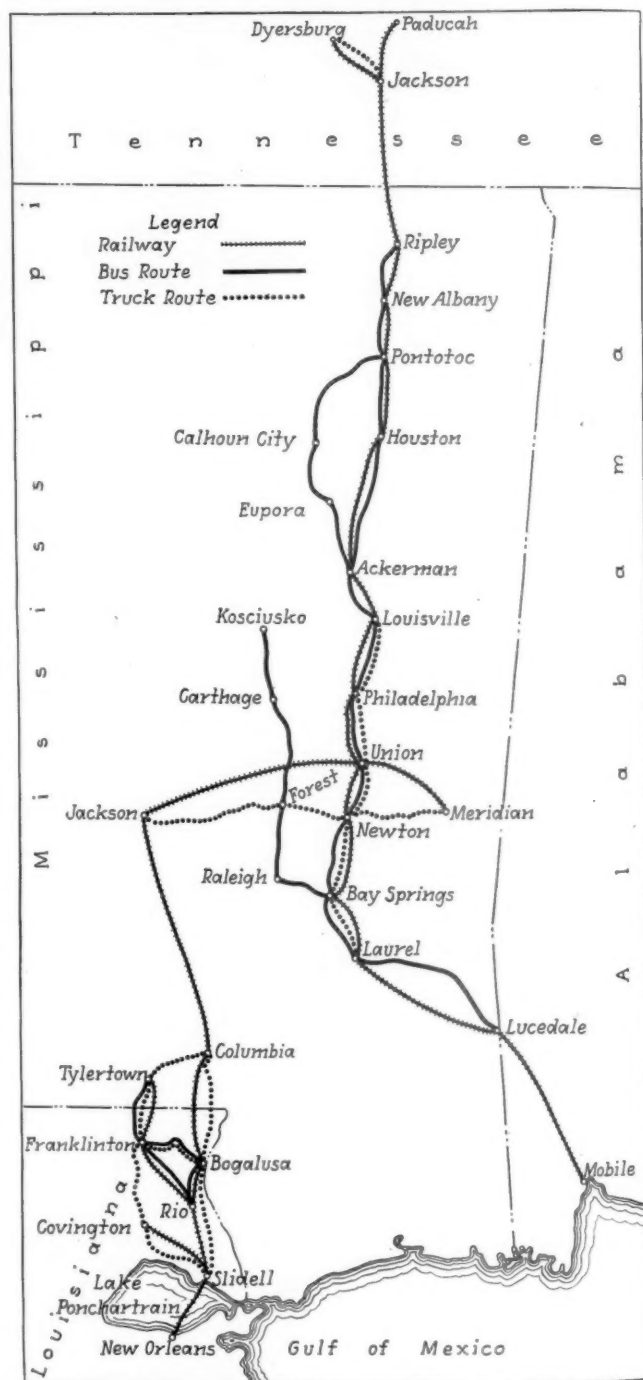 Dyersburg
Paducah
Jackson
Tennessee
Legend
Railway
Bus Route
Truck Route
Ripley
New Albany
Pontotoc
Calhoun City
Houston
Eupora
Ackerman
Kosciusko
Louisville
Carthage
Philadelphia
Union
Forest
Jackson
Meridian
Newton
Raleigh
Bay Springs
Laurel
Lucedale
Columbia
Tylertown
Franklinton
Bogalusa
Mobile
Rio
Covington
Slidell
Lake
Ponchartrain
New Orleans
Gulf of Mexico
Mississippi
Alabama
Louisiana